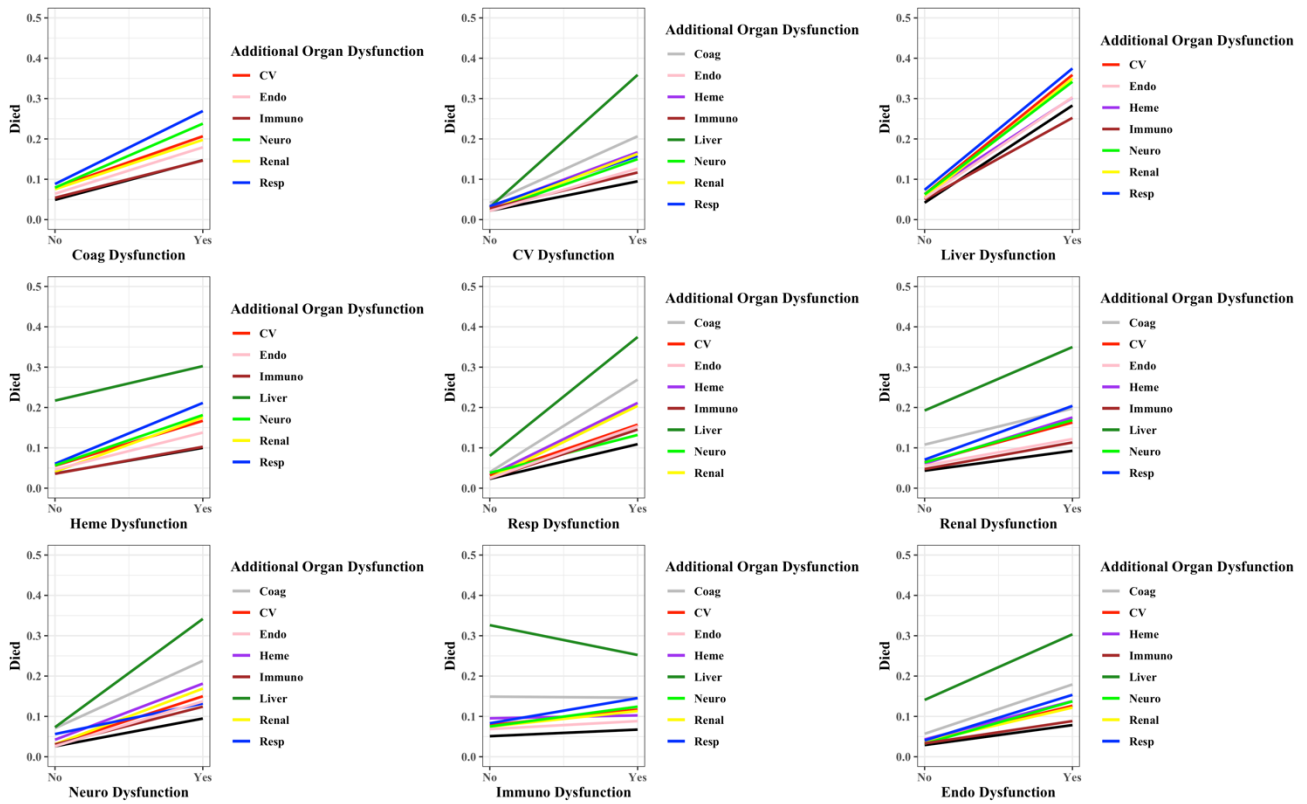 Additional Organ Dysfunction
CV
Endo
Immuno
Neuro
Renal
Resp
Died
0.5
0.4
0.3
0.2
0.1
0.0
No
Yes
Coag Dysfunction
Additional Organ Dysfunction
Coag
Endo
Heme
Immuno
Liver
Neuro
Renal
Resp
Died
0.5
0.4
0.3
0.2
0.1
0.0
No
Yes
CV Dysfunction
Additional Organ Dysfunction
CV
Endo
Heme
Immuno
Neuro
Renal
Resp
Died
0.5
0.4
0.3
0.2
0.1
0.0
No
Yes
Liver Dysfunction
Additional Organ Dysfunction
CV
Endo
Immuno
Liver
Neuro
Renal
Resp
Died
0.5
0.4
0.3
0.2
0.1
0.0
No
Yes
Heme Dysfunction
Additional Organ Dysfunction
Coag
CV
Endo
Heme
Immuno
Liver
Neuro
Renal
Died
0.5
0.4
0.3
0.2
0.1
0.0
No
Yes
Resp Dysfunction
Additional Organ Dysfunction
Coag
CV
Endo
Heme
Immuno
Liver
Neuro
Resp
Died
0.5
0.4
0.3
0.2
0.1
0.0
No
Yes
Renal Dysfunction
Additional Organ Dysfunction
Coag
CV
Endo
Heme
Immuno
Liver
Renal
Resp
Died
0.5
0.4
0.3
0.2
0.1
0.0
No
Yes
Neuro Dysfunction
Additional Organ Dysfunction
Coag
CV
Endo
Heme
Liver
Neuro
Renal
Resp
Died
0.5
0.4
0.3
0.2
0.1
0.0
No
Yes
Immuno Dysfunction
Additional Organ Dysfunction
Coag
CV
Heme
Immuno
Liver
Neuro
Renal
Resp
Died
0.5
0.4
0.3
0.2
0.1
0.0
No
Yes
Endo Dysfunction